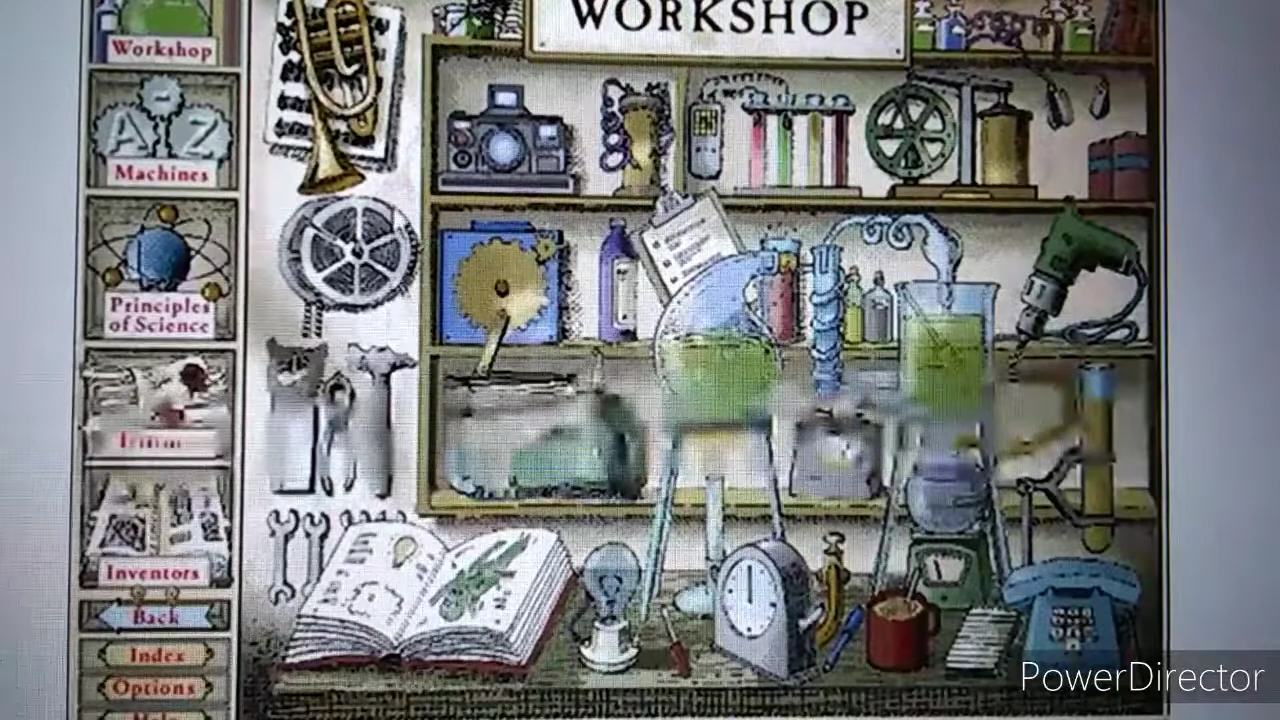 WORKSHOP
Workshop
A Z
Machines
Principles
of Science
Inventors
Back
Index
Options
PowerDirector